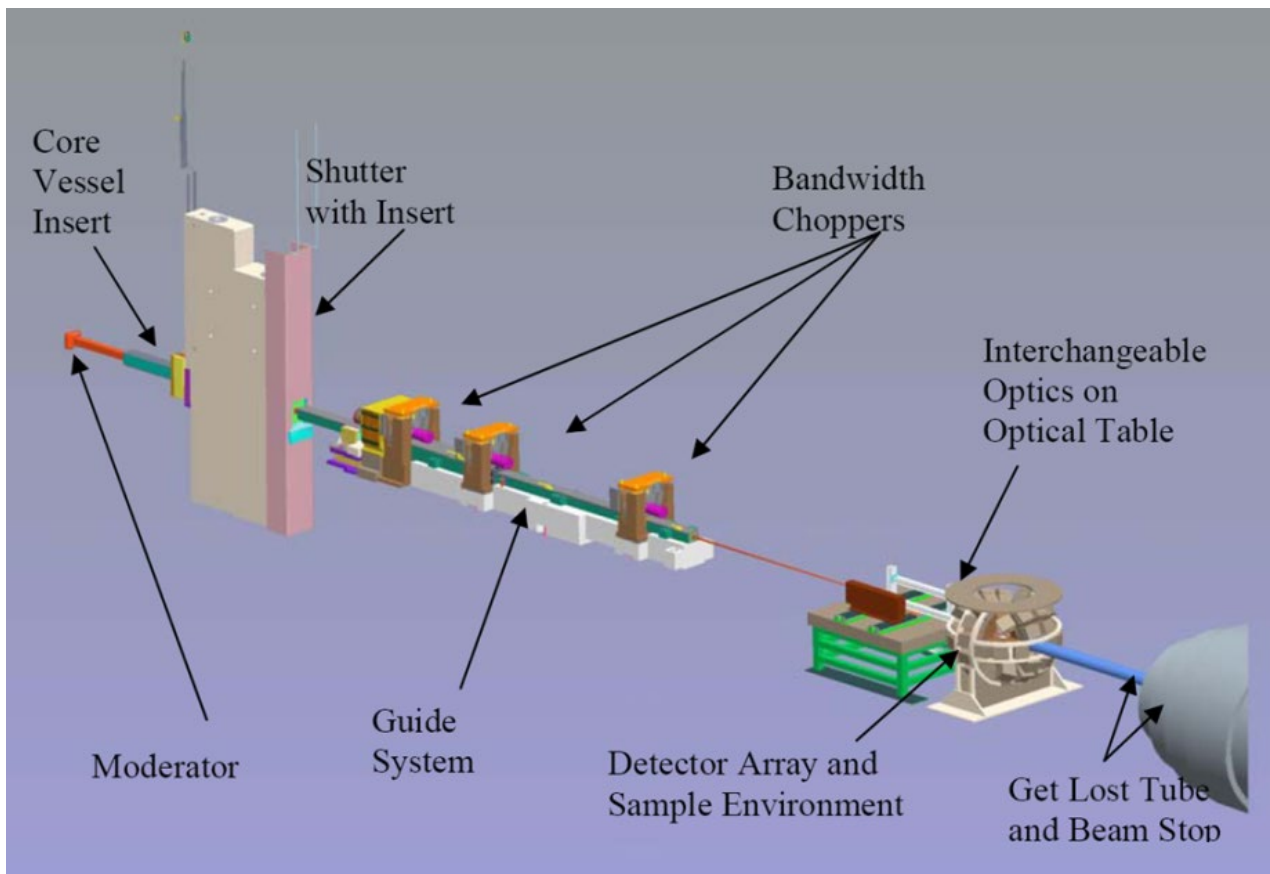 Core
Vessel
Insert
Shutter
with Insert
Bandwidth
Choppers
Interchangeable
Optics on
Optical Table
Moderator
Guide
System
Detector Array and
Sample Environment
Get Lost Tube
and Beam Stop